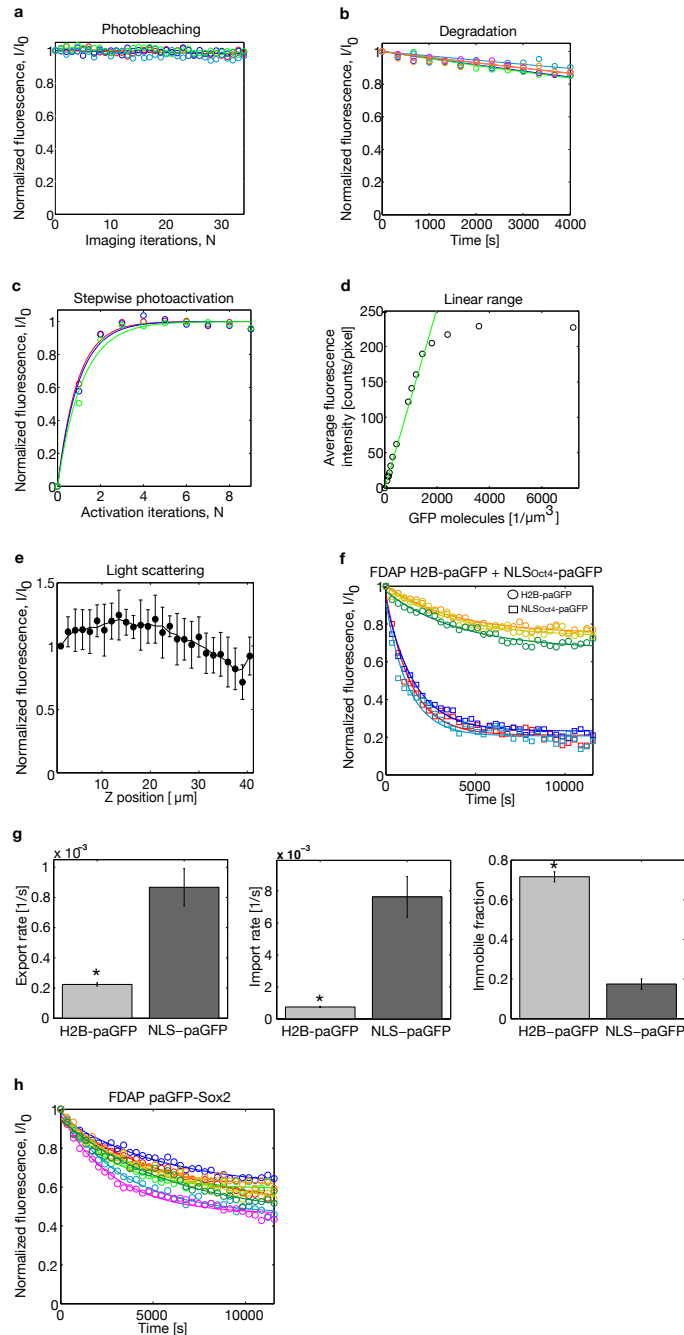 a
Photobleaching
Normalized fluorescence, I/I0
1
0.8
0.6
0.4
0.2
0
0 10 20 30
Imaging iterations, N
b
Degradation
Normalized fluorescence, I/I0
1
0.8
0.6
0.4
0.2
0
0 1000 2000 3000 4000
Time [s]
c
Stepwise photoactivation
Normalized fluorescence, I/I0
1
0.8
0.6
0.4
0.2
0
0 2 4 6 8
Activation iterations, N
d
Linear range
Average fluorescence
intensity [counts/pixel]
250
200
150
100
50
0
0 2000 4000 6000
GFP molecules [1/µm3]
e
Light scattering
Normalized fluorescence, I/I0
1.5
1
0.5
0
10 20 30 40
Z position [ µm]
f
FDAP H2B-paGFP + NLSOct4-paGFP
H2B-paGFP
NLSOct4-paGFP
Normalized fluorescence, I/I0
1
0.8
0.6
0.4
0.2
0
0 5000 10000
Time [s]
g
x 10-3
Export rate [1/s]
1
0.8
0.6
0.4
0.2
0
*
H2B-paGFP NLS-paGFP
x 10-3
Import rate [1/s]
8
6
4
2
0
*
H2B-paGFP NLS-paGFP
Immobile fraction
0.8
0.6
0.4
0.2
0
*
H2B-paGFP NLS-paGFP
h
FDAP paGFP-Sox2
Normalized fluorescence, I/I0
1
0.8
0.6
0.4
0.2
0
0 5000 10000
Time [s]